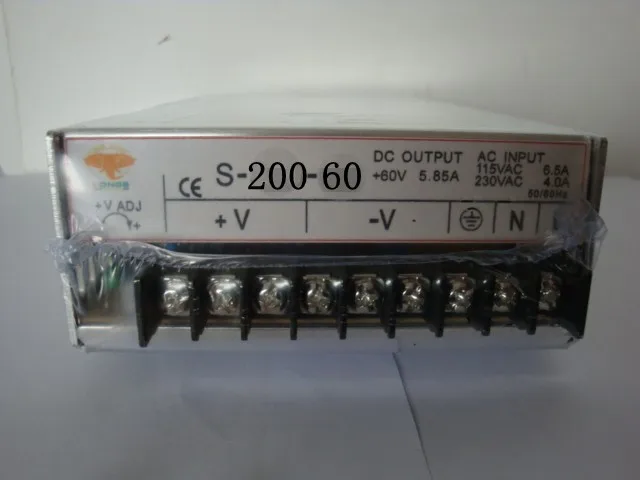 LONGS
CE S-200-60
DC OUTPUT
+60V 5.85A
AC INPUT
115VAC 6.5A
230VAC 4.0A
50/60Hz
+V ADJ
+
+V
-V
N